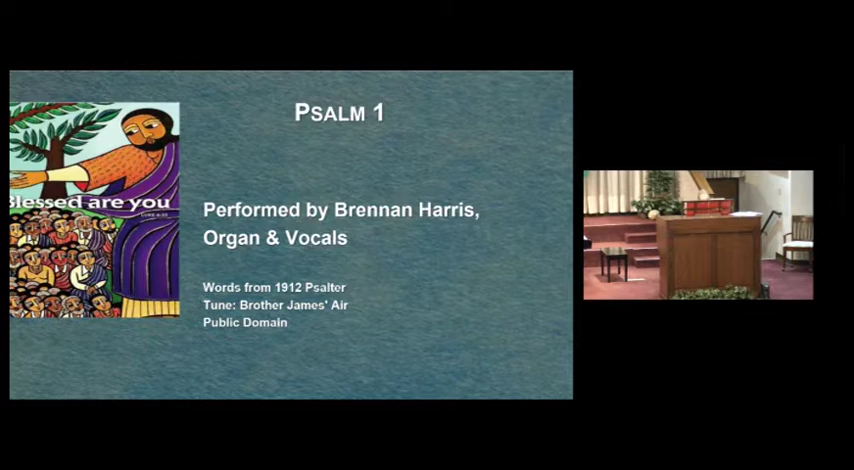 PSALM 1
Blessed are you
Performed by Brennan Harris,
Organ & Vocals
Words from 1912 Psalter
Tune: Brother James' Air
Public Domain